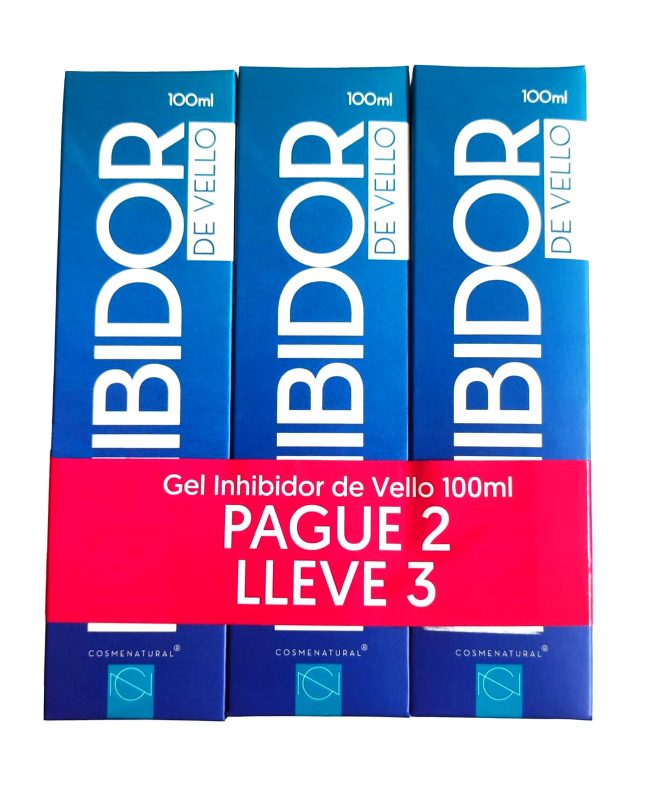 100ml
100ml
100ml
DE VELLO
DE VELLO
DE VELLO
IBIDOR
IBIDOR
IBIDOR
Gel Inhibidor de Vello 100ml
PAGUE 2
LLEVE 3
COSMENATURAL®
COSMENATURAL®